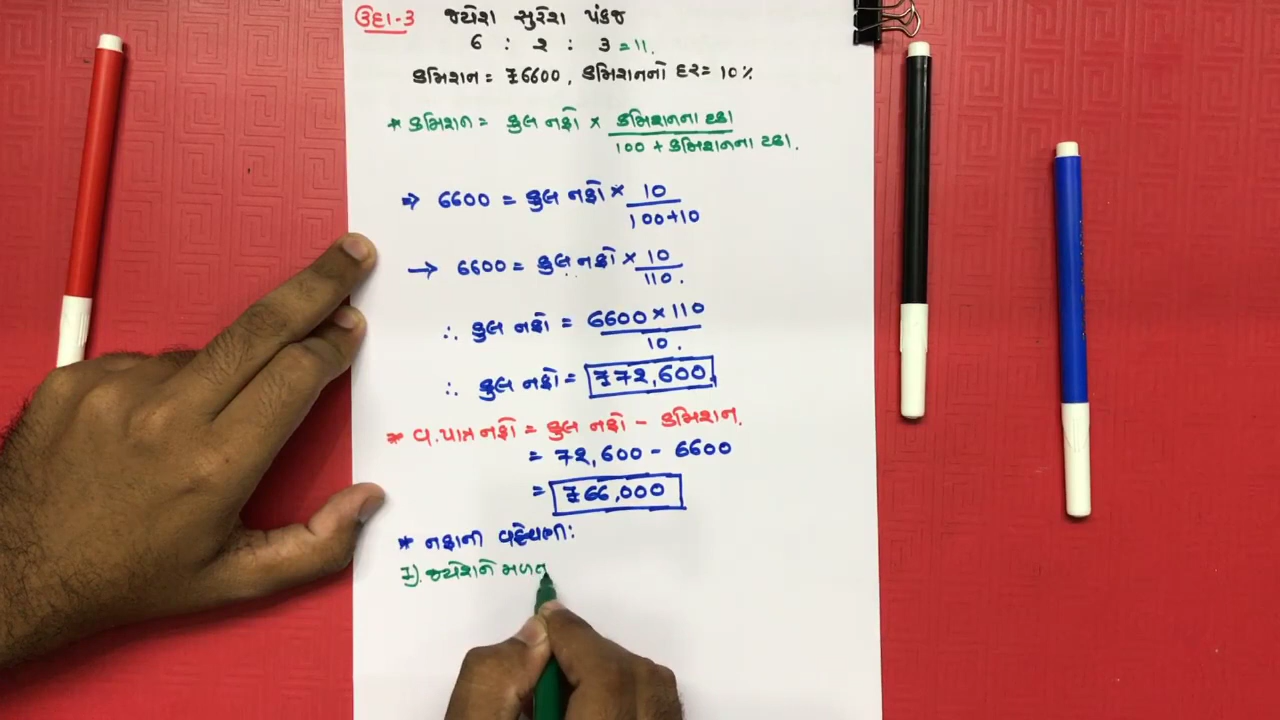 ઉદા-3 જયેશ સુરેશ પંકજ
6 : 2 : 3 = 11.
કમિશન = ₹6600, કમિશનનો દર = 10%
* કમિશન = કુલ નફો × કમિશનના ટકા
100 + કમિશનના ટકા.
⇒ 6600 = કુલ નફો × 10
100+10
→ 6600 = કુલ નફો × 10
110.
∴ કુલ નફો = 6600 × 110
10.
∴ કુલ નફો = ₹72,600.
* વ.પાત્ર નફો = કુલ નફો - કમિશન.
= 72,600 - 6600
= ₹66,000
* નફાની વહેંચણી:
I). જયેશને મળત